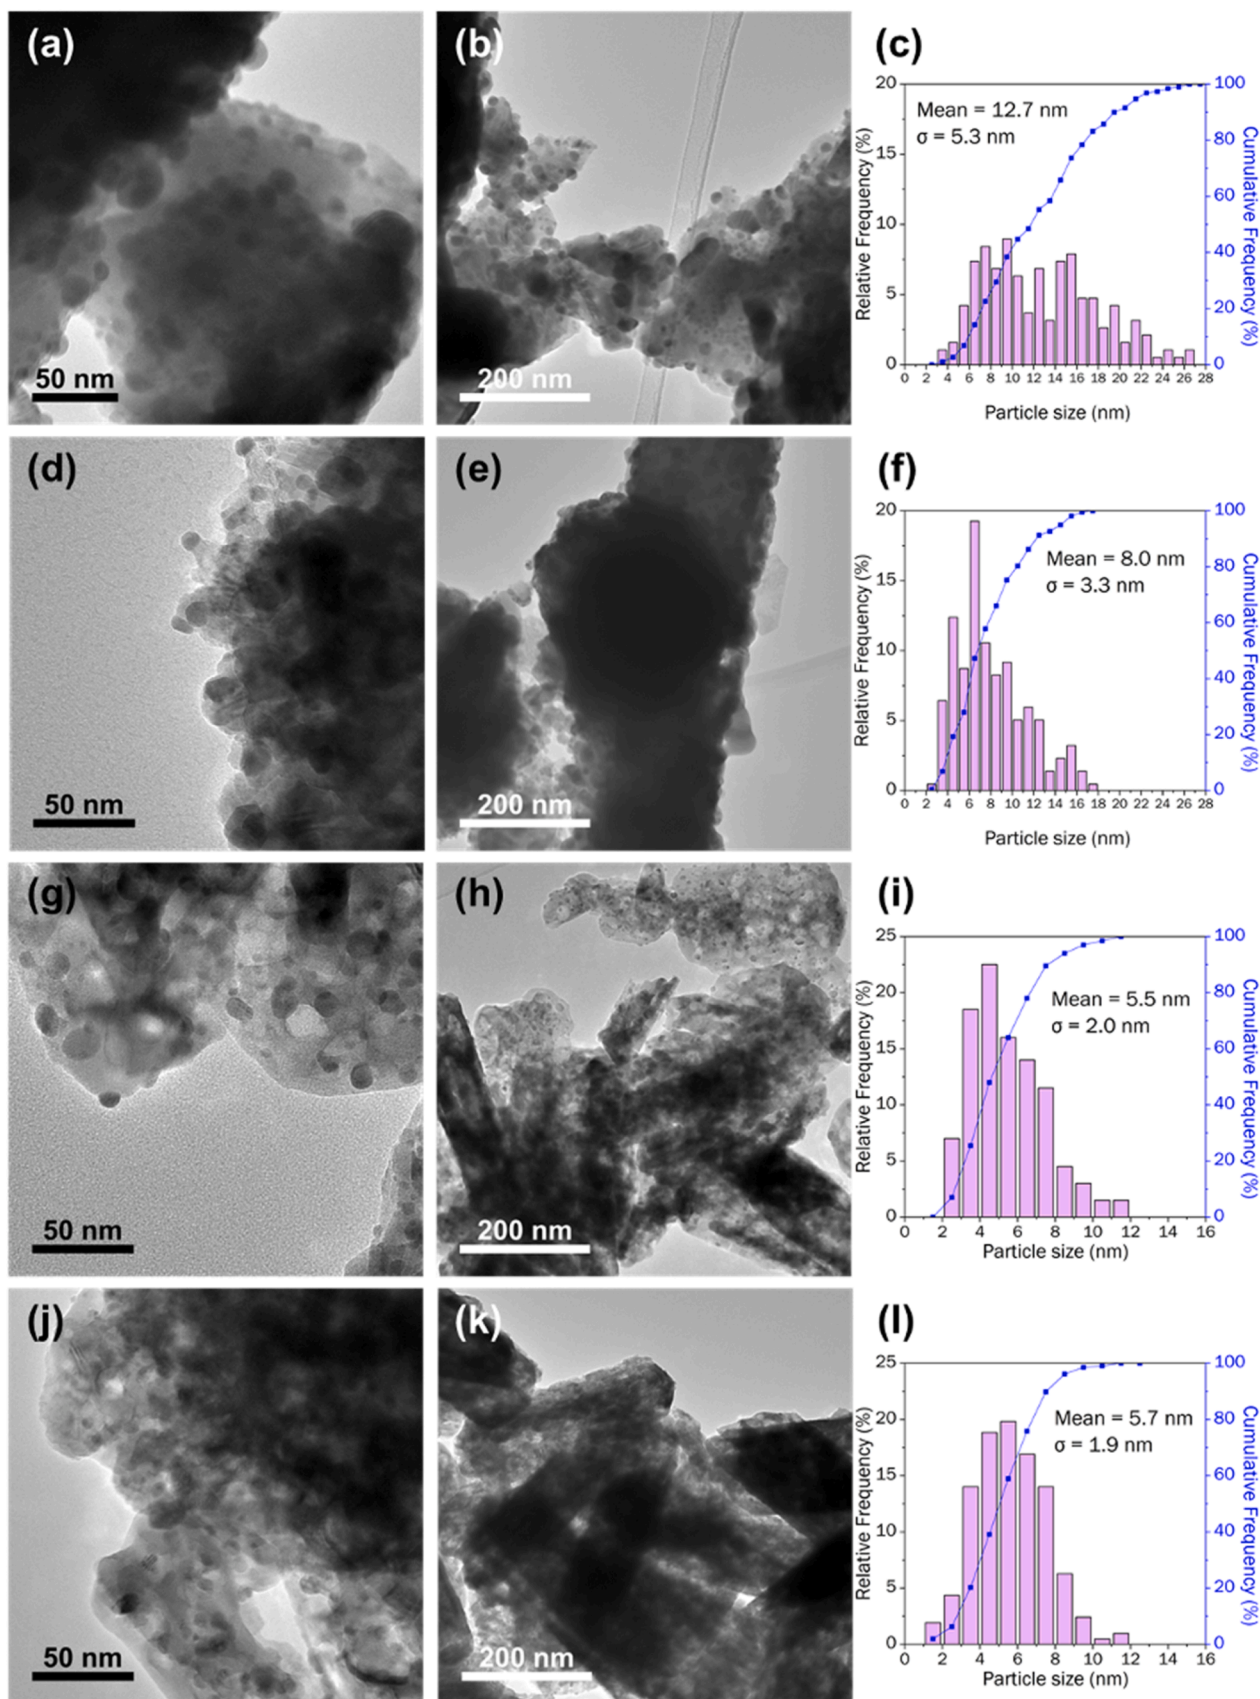 (a)
50 nm
(b)
200 nm
(c)
Mean = 12.7 nm
σ = 5.3 nm
Relative Frequency (%)
20
15
10
5
0
Cumulative Frequency (%)
100
80
60
40
20
0
0 2 4 6 8 10 12 14 16 18 20 22 24 26 28
Particle size (nm)
(d)
50 nm
(e)
200 nm
(f)
Mean = 8.0 nm
σ = 3.3 nm
Relative Frequency (%)
20
15
10
5
0
Cumulative Frequency (%)
100
80
60
40
20
0
0 2 4 6 8 10 12 14 16 18 20 22 24 26 28
Particle size (nm)
(g)
50 nm
(h)
200 nm
(i)
Mean = 5.5 nm
σ = 2.0 nm
Relative Frequency (%)
25
20
15
10
5
0
Cumulative Frequency (%)
100
80
60
40
20
0
0 2 4 6 8 10 12 14 16
Particle size (nm)
(j)
50 nm
(k)
200 nm
(l)
Mean = 5.7 nm
σ = 1.9 nm
Relative Frequency (%)
25
20
15
10
5
0
Cumulative Frequency (%)
100
80
60
40
20
0
0 2 4 6 8 10 12 14 16
Particle size (nm)